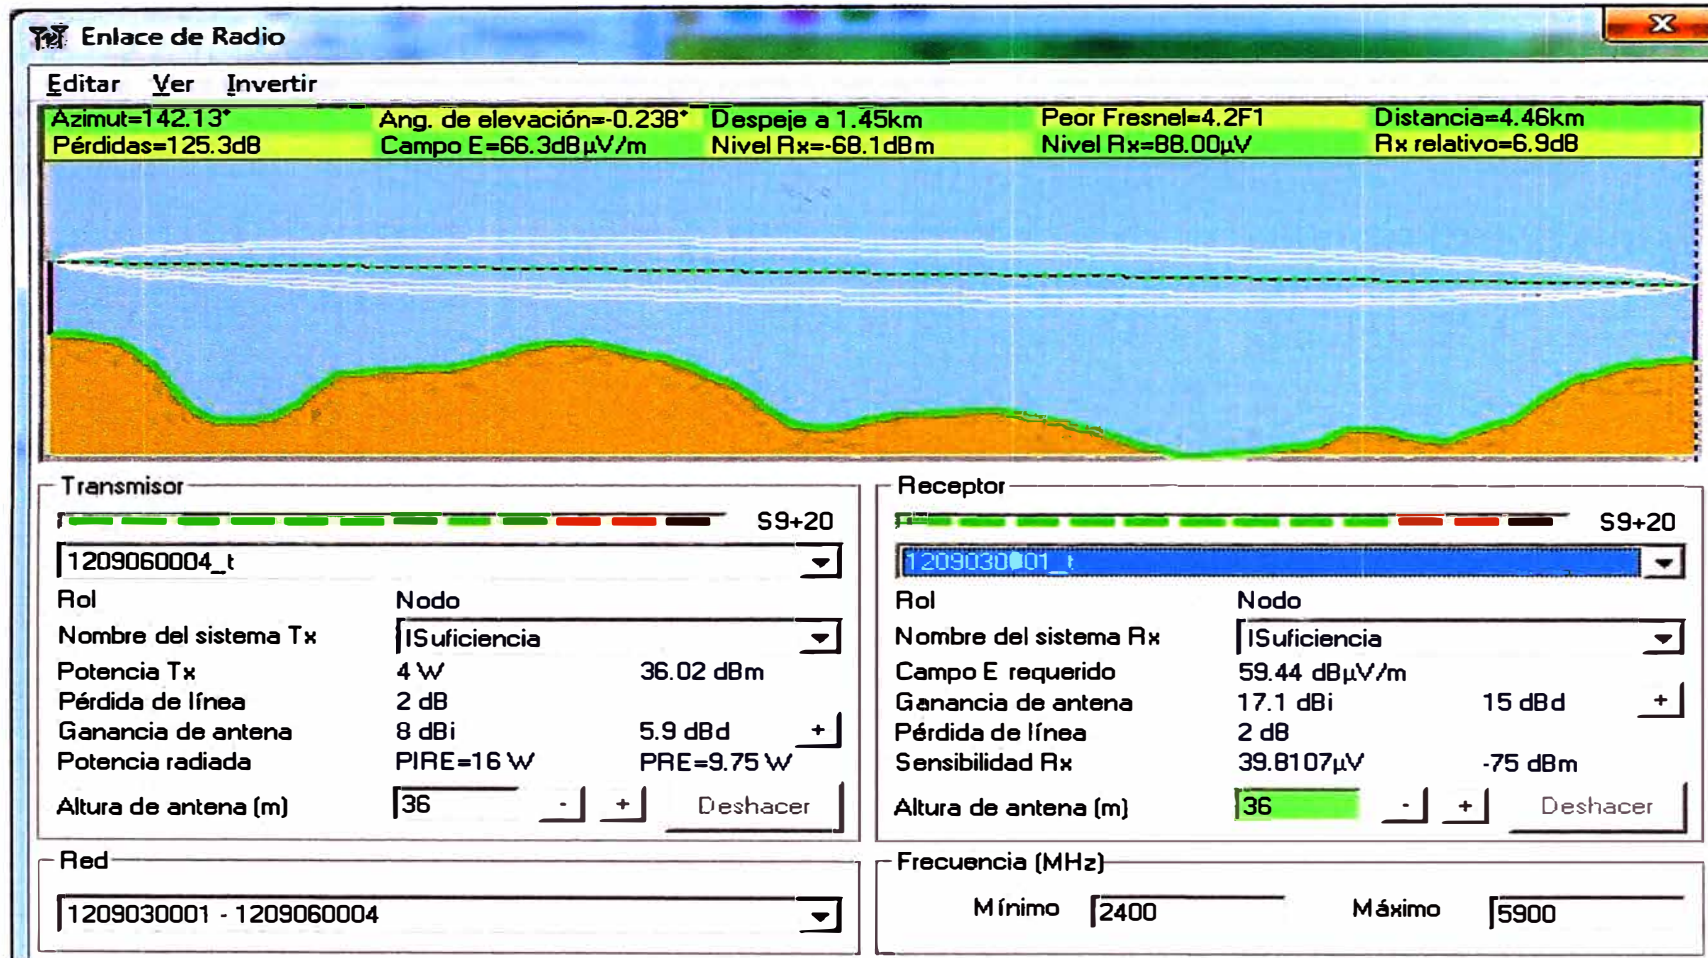 Enlace de Radio
Editar Ver Invertir
Azimut=142.13° Ang. de elevación=-0.238° Despeje a 1.45km Peor Fresnel=4.2F1 Distancia=4.46km
Pérdidas=125.3dB Campo E=66.3dBµV/m Nivel Rx=-68.1dBm Nivel Rx=88.00µV Rx relativo=6.9dB
Transmisor
S9+20
1209060004_t
Rol Nodo
Nombre del sistema Tx ISuficiencia
Potencia Tx 4 W 36.02 dBm
Pérdida de línea 2 dB
Ganancia de antena 8 dBi 5.9 dBd +
Potencia radiada PIRE=16 W PRE=9.75 W
Altura de antena (m) 36 - + Deshacer
Red
1209030001 - 1209060004
Receptor
S9+20
1209030001_t
Rol Nodo
Nombre del sistema Rx ISuficiencia
Campo E requerido 59.44 dBµV/m
Ganancia de antena 17.1 dBi 15 dBd +
Pérdida de línea 2 dB
Sensibilidad Rx 39.8107µV -75 dBm
Altura de antena (m) 36 - + Deshacer
Frecuencia (MHz)
Mínimo 2400 Máximo 5900